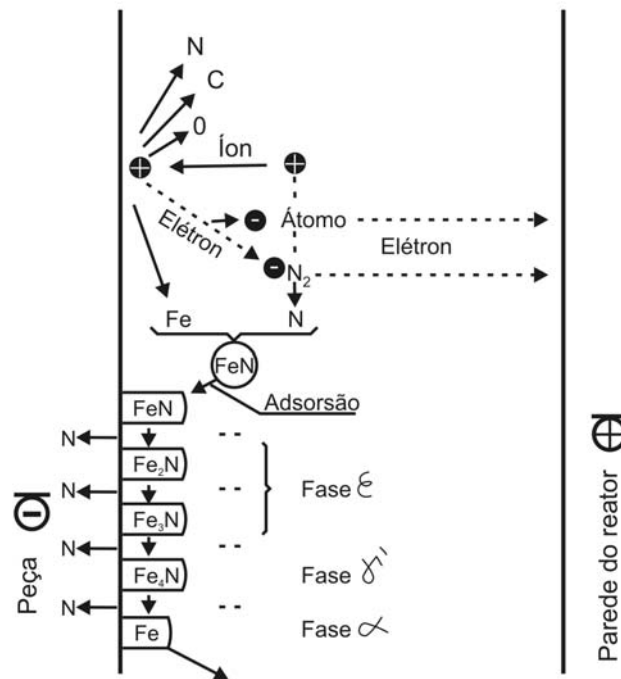 N
C
0
Íon
Elétron
Átomo
Elétron
N₂
Fe
N
FeN
Adsorsão
FeN
N
Fe₂N
N
Fase ε
Fe₃N
N
Fe₄N
Fase γ'
N
Fe
Fase α
Peça
Parede do reator